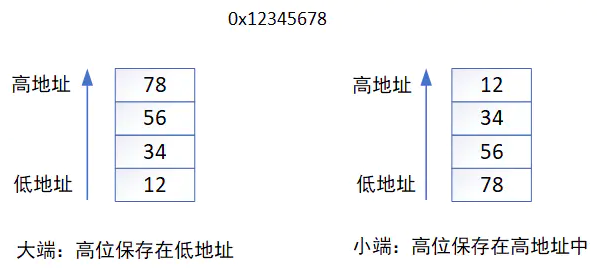 0x12345678
高地址
78
56
34
低地址
12
大端：高位保存在低地址
高地址
12
34
56
低地址
78
小端：高位保存在高地址中